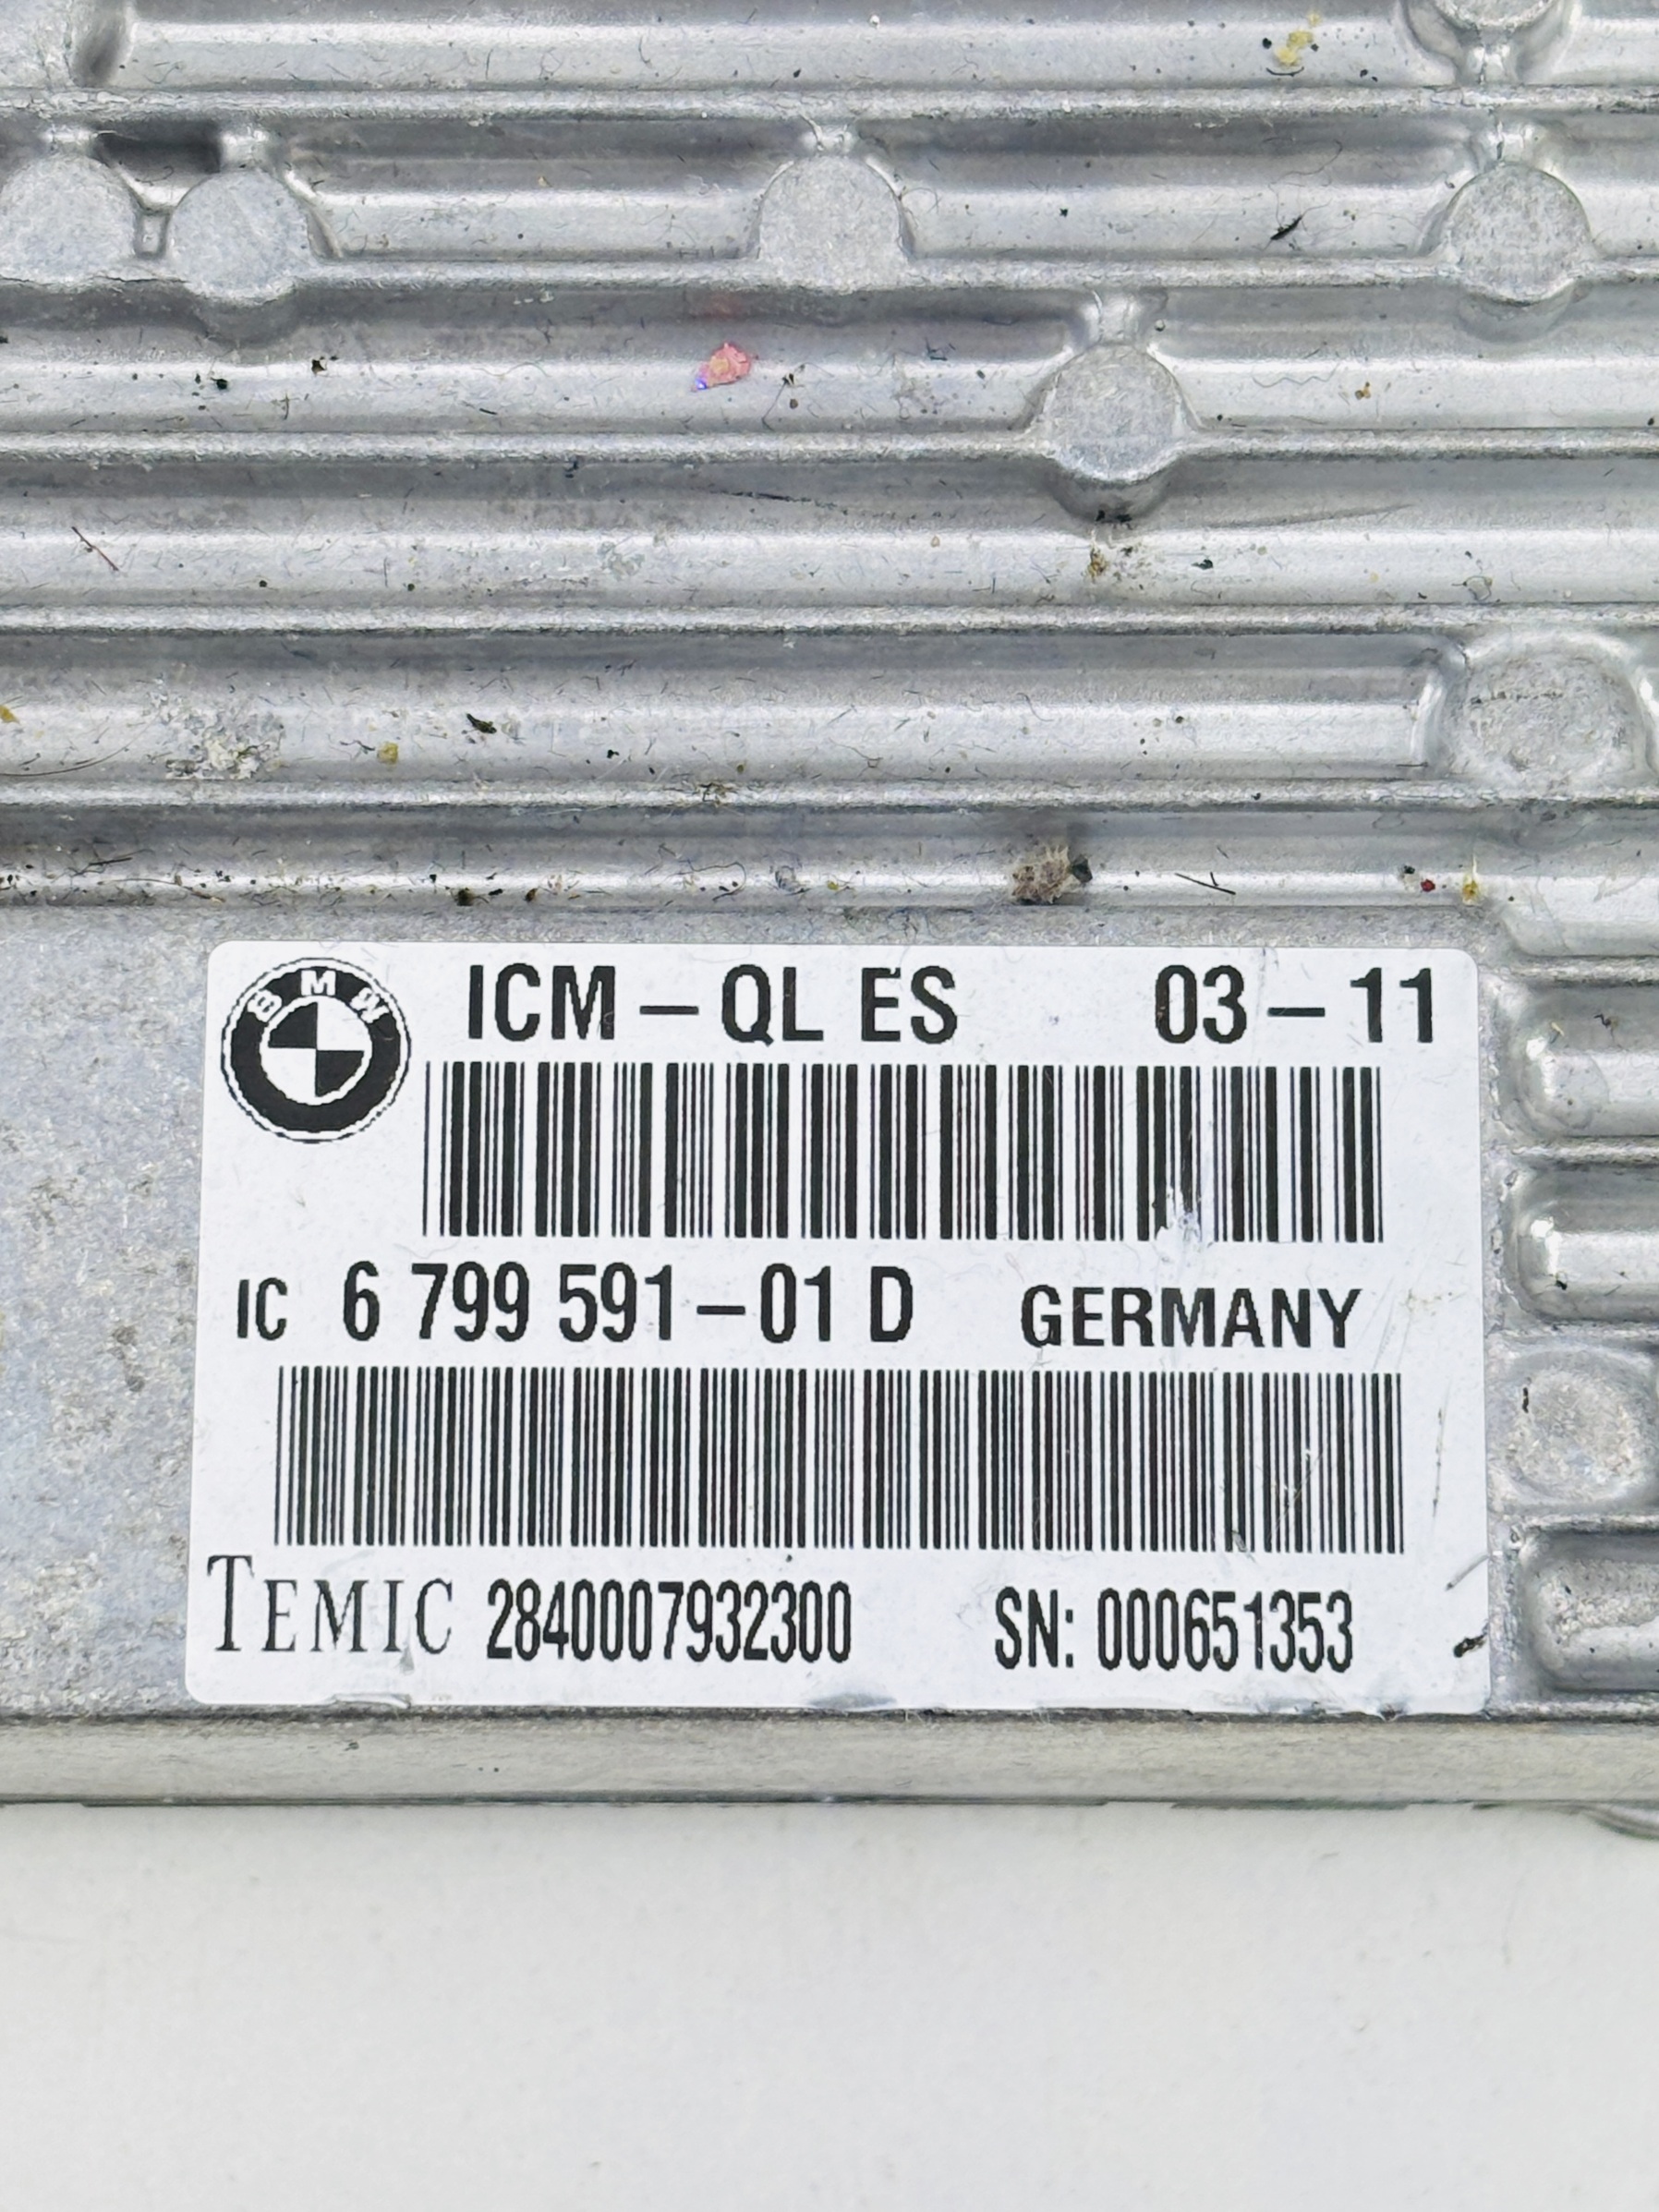 BMW
ICM – QL ES 03 – 11
IC 6 799 591 – 01 D GERMANY
TEMIC 2840007932300 SN: 000651353